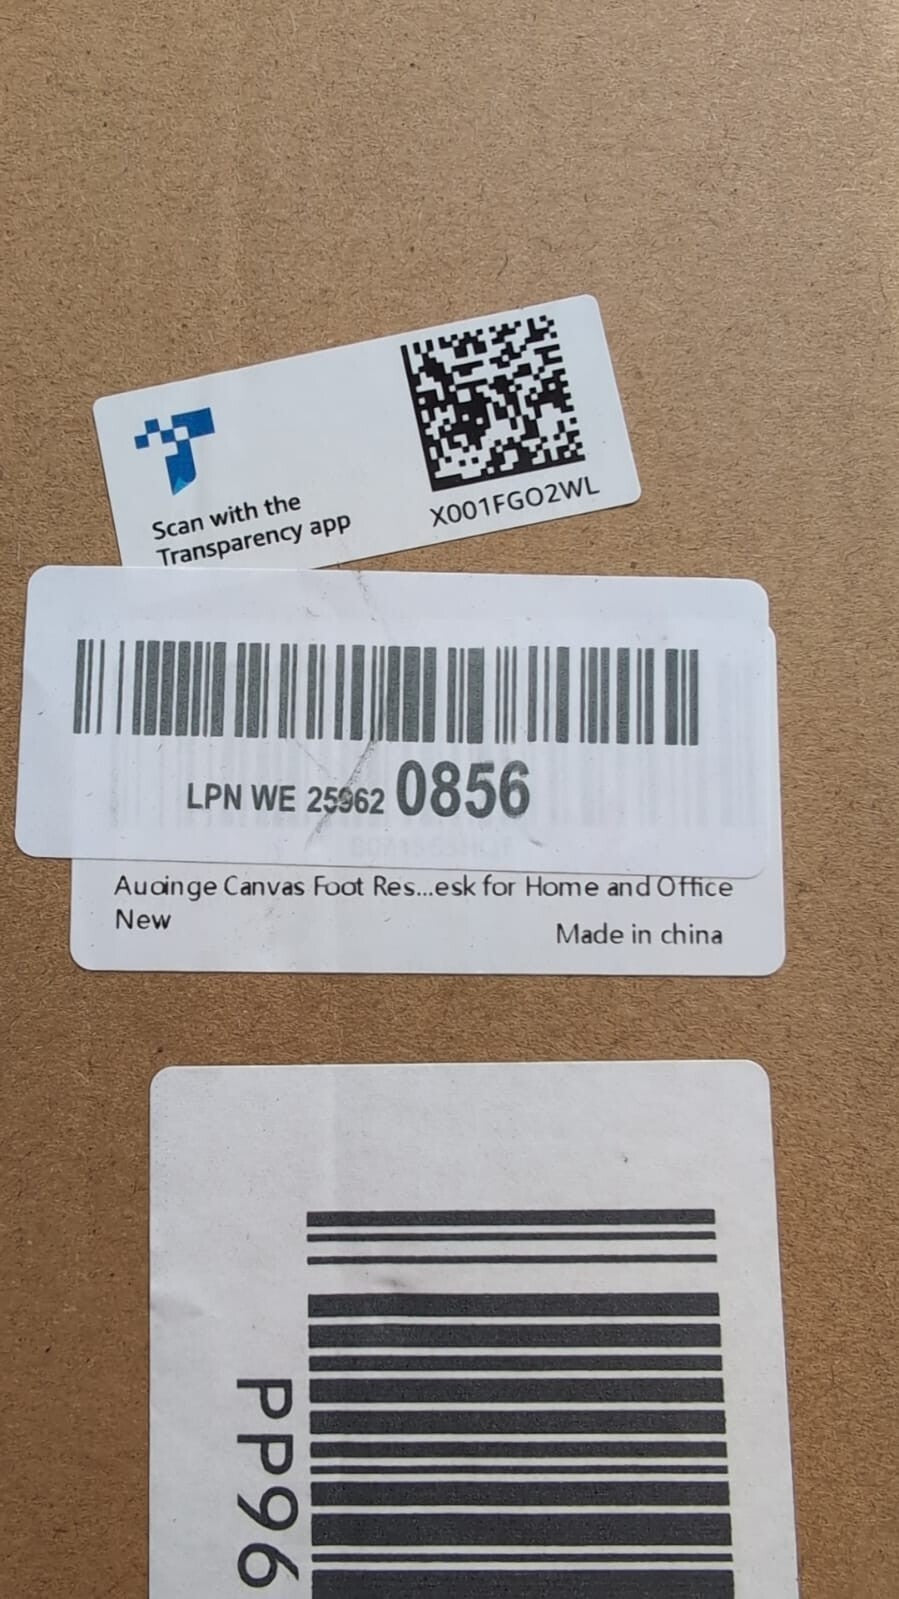 X001FGO2WL
Scan with the
Transparency app
LPN WE 25962 0856
Auoinge Canvas Foot Res...esk for Home and Office
New
Made in china
PP96